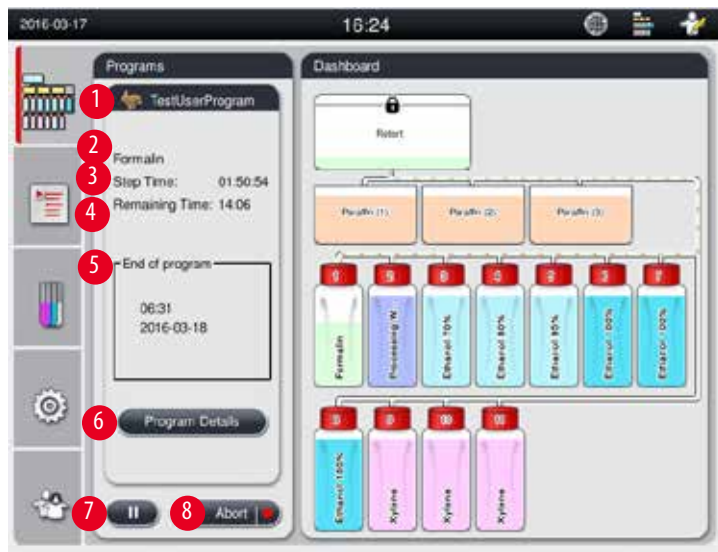 2016-03-17
16:24
Programs
1
TestUserProgram
2
Formalin
3
Step Time: 01:50:54
4
Remaining Time: 14:06
5
End of program
06:31
2016-03-18
6
Program Details
7
8
Abort
Dashboard
Retort
Paraffin (1)
Paraffin (2)
Paraffin (3)
Formalin
Processing W.
Ethanol 70%
Ethanol 80%
Ethanol 95%
Ethanol 100%
Ethanol 100%
Ethanol 100%
Xylene
Xylene
Xylene